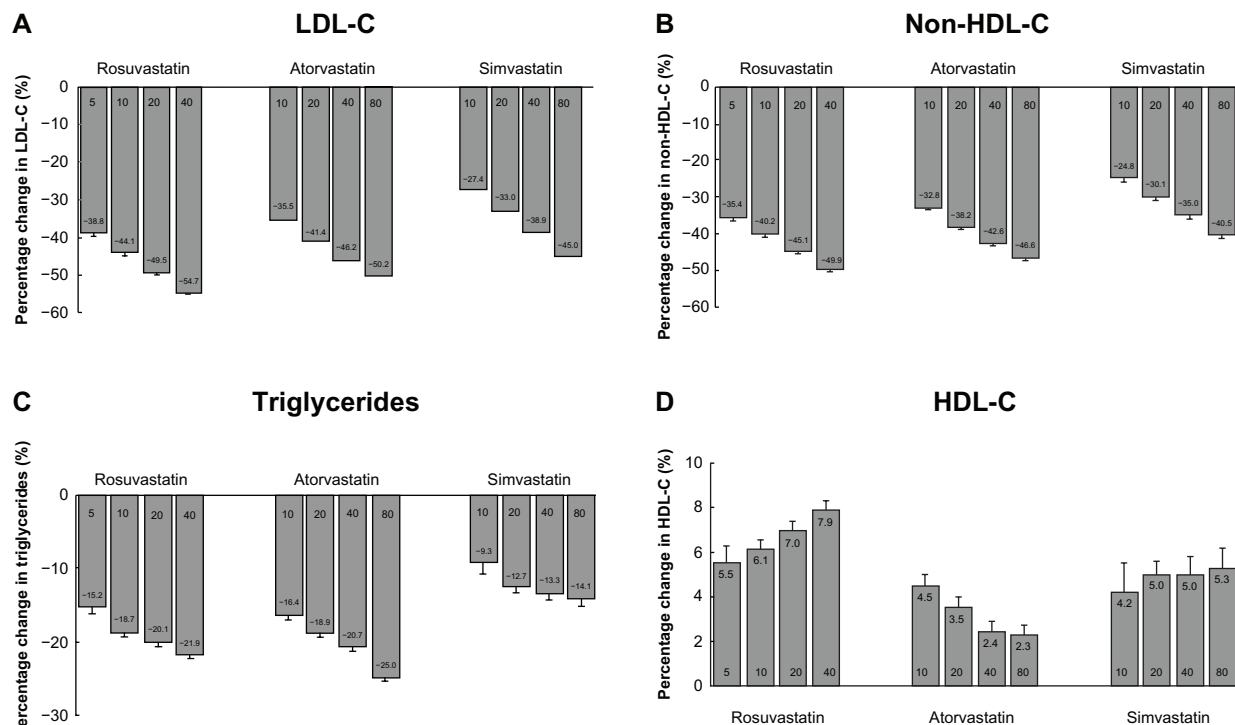 A LDL-C
Percentage change in LDL-C (%)
Rosuvastatin Atorvastatin Simvastatin
0
−10
−20
−30
−40
−50
−60
5 10 20 40 10 20 40 80 10 20 40 80
−38.8 −44.1 −49.5 −54.7 −35.5 −41.4 −46.2 −50.2 −27.4 −33.0 −38.9 −45.0
B Non-HDL-C
Percentage change in non-HDL-C (%)
Rosuvastatin Atorvastatin Simvastatin
0
−10
−20
−30
−40
−50
−60
5 10 20 40 10 20 40 80 10 20 40 80
−35.4 −40.2 −45.1 −49.9 −32.8 −38.2 −42.6 −46.6 −24.8 −30.1 −35.0 −40.5
C Triglycerides
Percentage change in triglycerides (%)
Rosuvastatin Atorvastatin Simvastatin
0
−10
−20
−30
5 10 20 40 10 20 40 80 10 20 40 80
−15.2 −18.7 −20.1 −21.9 −16.4 −18.9 −20.7 −25.0 −9.3 −12.7 −13.3 −14.1
D HDL-C
Percentage change in HDL-C (%)
10
8
6
4
2
0
5.5 6.1 7.0 7.9 4.5 3.5 2.4 2.3 4.2 5.0 5.0 5.3
5 10 20 40 10 20 40 80 10 20 40 80
Rosuvastatin Atorvastatin Simvastatin